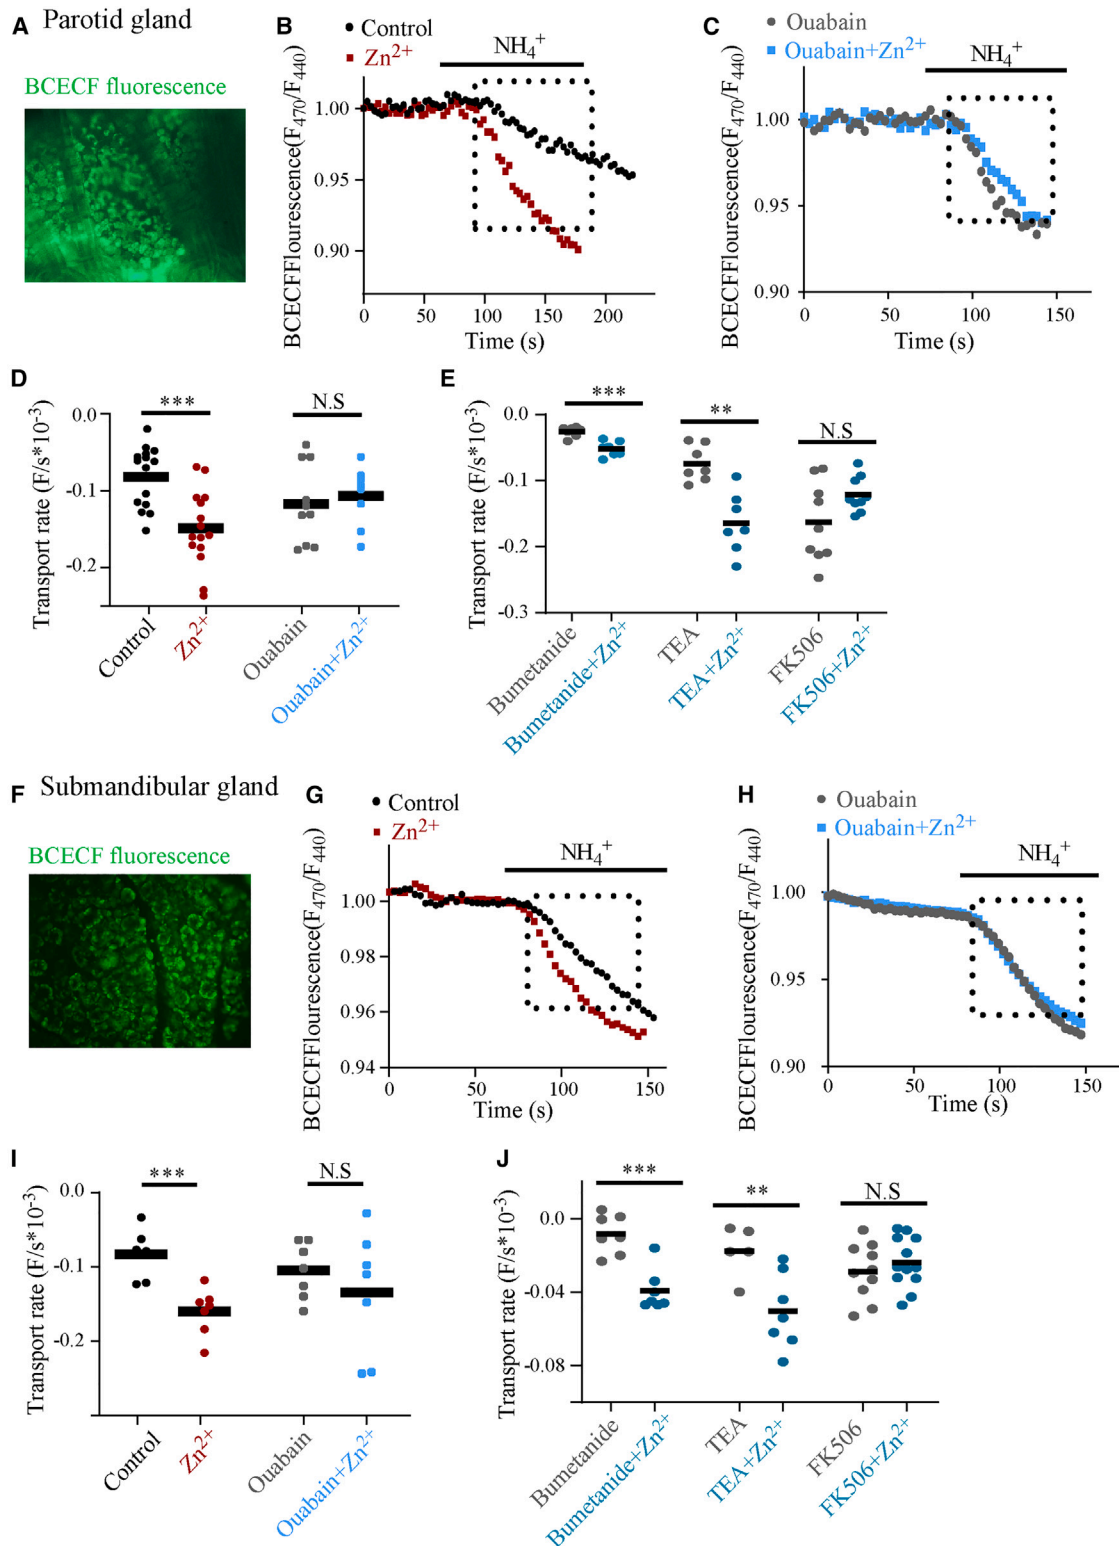 A Parotid gland
BCECF fluorescence
B
Control
Zn²⁺
NH₄⁺
BCECFFlourescence(F₄₇₀/F₄₄₀)
1.00
0.95
0.90
0 50 100 150 200
Time (s)
C
Ouabain
Ouabain+Zn²⁺
NH₄⁺
BCECFFlourescence(F₄₇₀/F₄₄₀)
1.00
0.95
0.90
0 50 100 150
Time (s)
D
Transport rate (F/s*10⁻³)
0.0
-0.1
-0.2
***
N.S
Control
Zn²⁺
Ouabain
Ouabain+Zn²⁺
E
Transport rate (F/s*10⁻³)
0.0
-0.1
-0.2
-0.3
***
**
N.S
Bumetanide
Bumetanide+Zn²⁺
TEA
TEA+Zn²⁺
FK506
FK506+Zn²⁺
F Submandibular gland
BCECF fluorescence
G
Control
Zn²⁺
NH₄⁺
BCECFFlourescence(F₄₇₀/F₄₄₀)
1.00
0.98
0.96
0.94
0 50 100 150
Time (s)
H
Ouabain
Ouabain+Zn²⁺
NH₄⁺
BCECFFlourescence(F₄₇₀/F₄₄₀)
1.00
0.95
0.90
0 50 100 150
Time (s)
I
Transport rate (F/s*10⁻³)
0.0
-0.1
-0.2
***
N.S
Control
Zn²⁺
Ouabain
Ouabain+Zn²⁺
J
Transport rate (F/s*10⁻³)
0.0
-0.04
-0.08
***
**
N.S
Bumetanide
Bumetanide+Zn²⁺
TEA
TEA+Zn²⁺
FK506
FK506+Zn²⁺